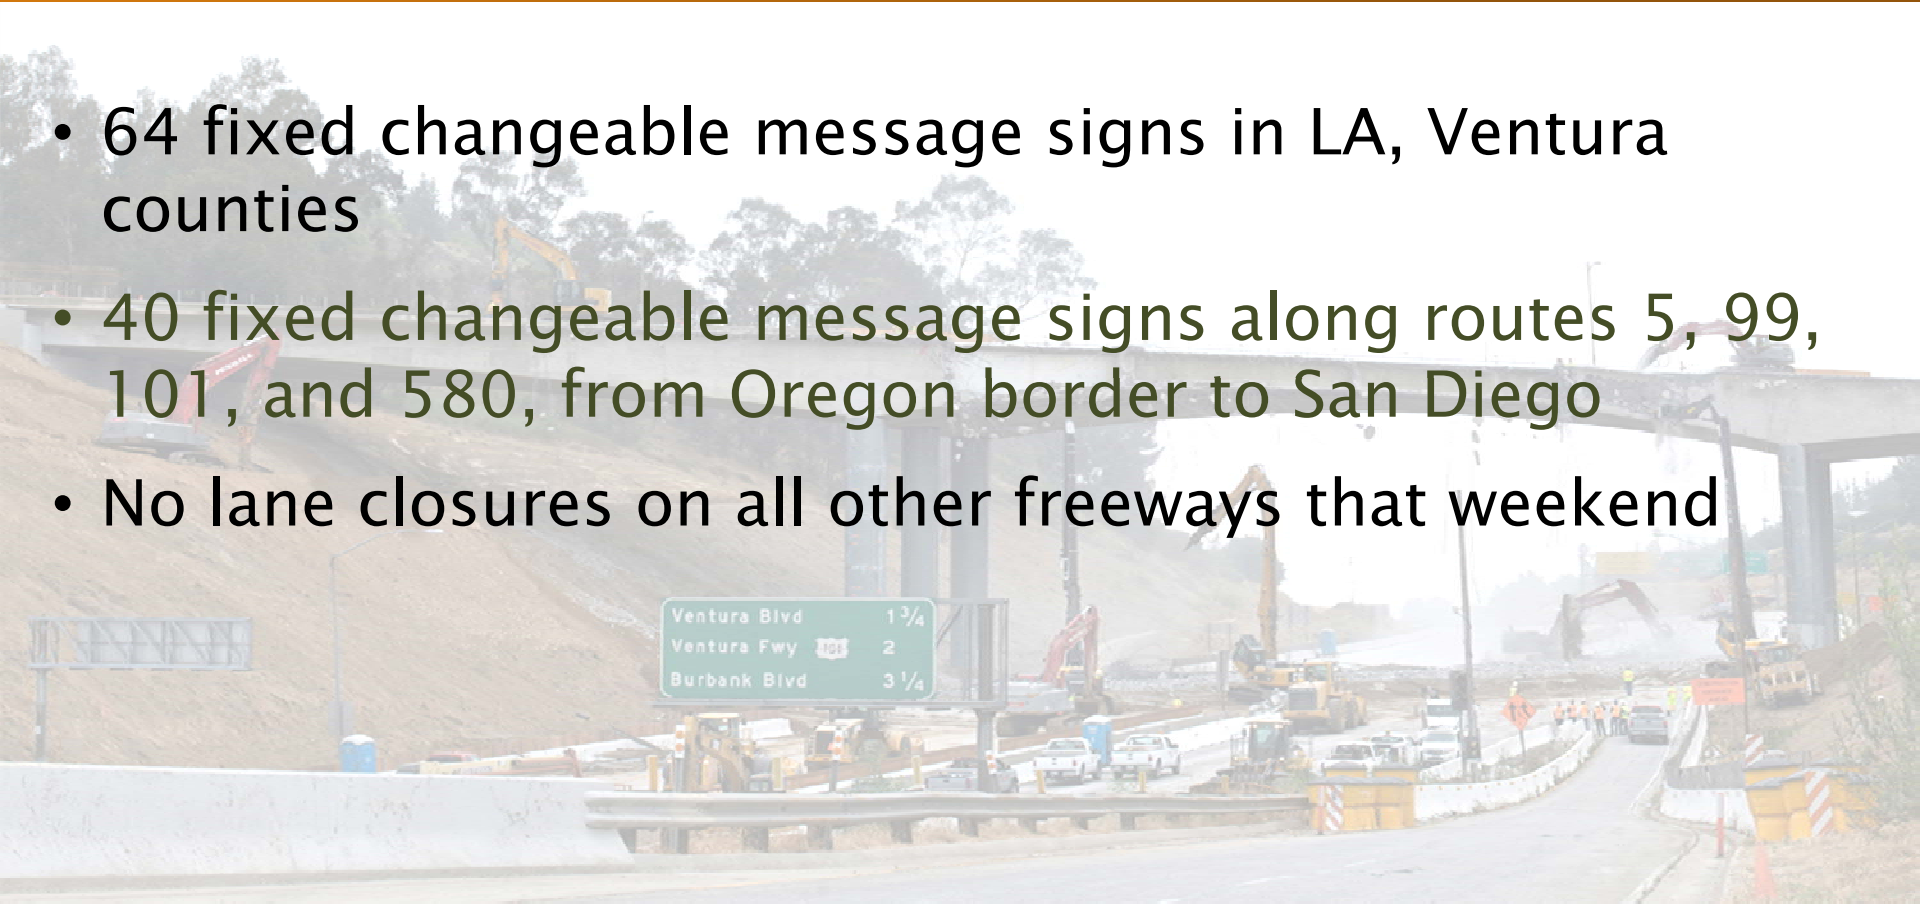 • 64 fixed changeable message signs in LA, Ventura
counties
• 40 fixed changeable message signs along routes 5, 99,
101, and 580, from Oregon border to San Diego
• No lane closures on all other freeways that weekend
Ventura Blvd 1 3/4
Ventura Fwy 101 2
Burbank Blvd 3 1/4